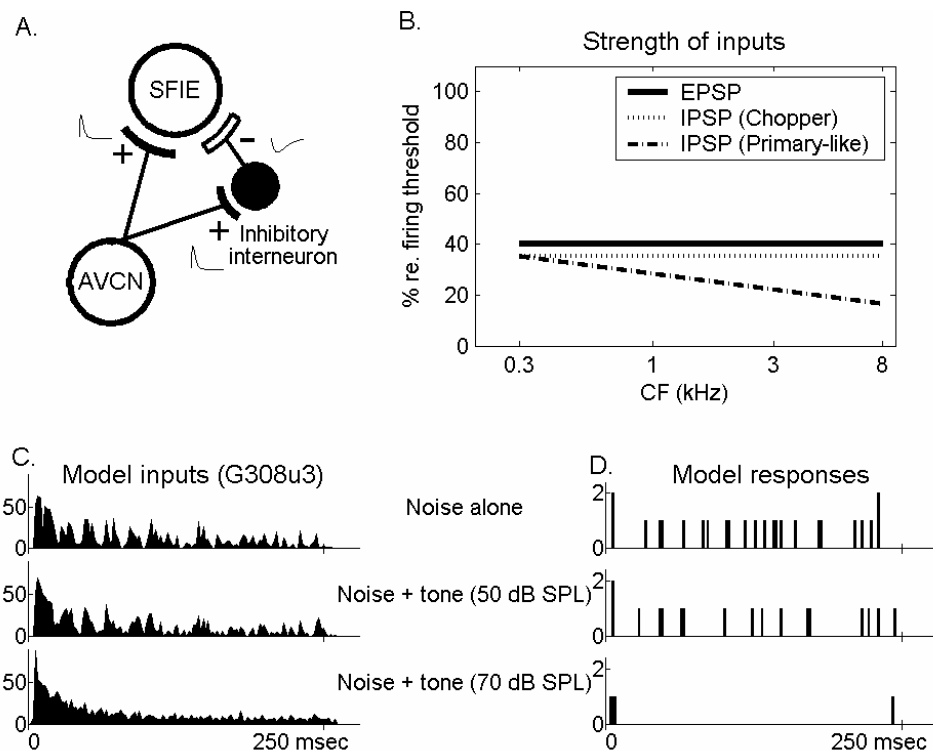 A.
SFIE
+
-
+
Inhibitory
interneuron
AVCN
B.
Strength of inputs
% re. firing threshold
100
80
60
40
20
0
EPSP
IPSP (Chopper)
IPSP (Primary-like)
0.3
1
3
8
CF (kHz)
C.
Model inputs (G308u3)
50
0
50
0
50
0
0
250 msec
Noise alone
Noise + tone (50 dB SPL)
Noise + tone (70 dB SPL)
D.
Model responses
2
0
2
0
2
0
0
250 msec